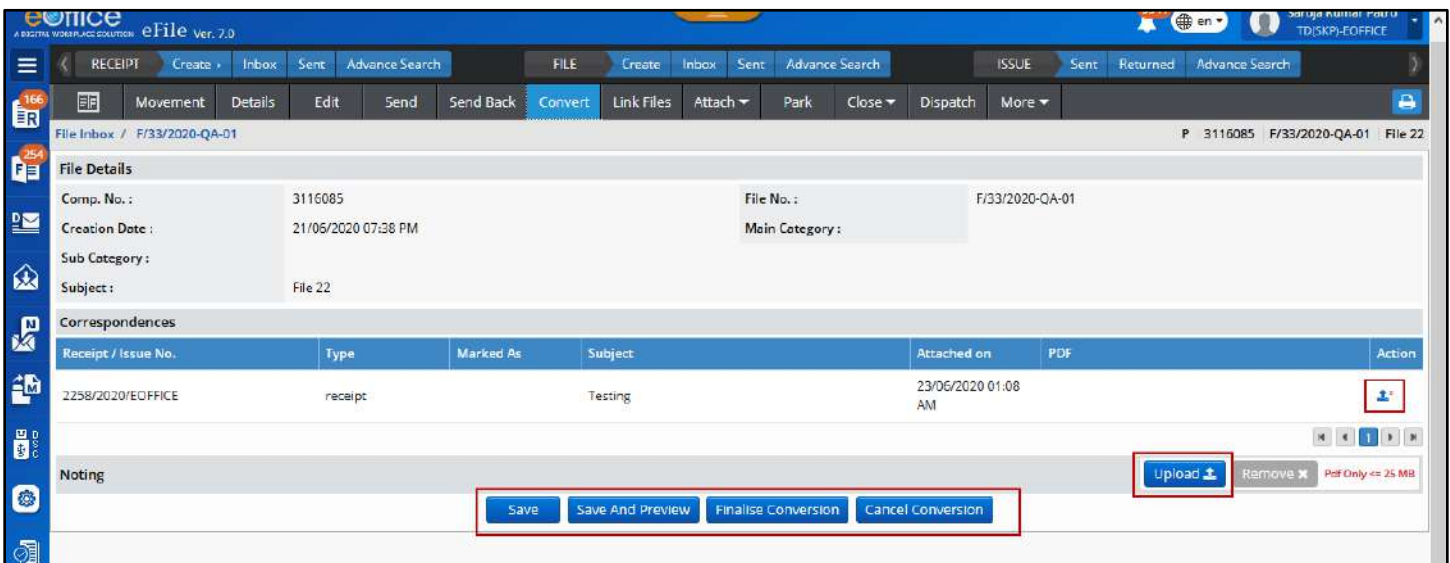 eOffice
A DIGITAL WORKPLACE SOLUTION eFile Ver. 7.0
en
Saroja Kumar Patro
TD(SKP)-EOFFICE
RECEIPT Create Inbox Sent Advance Search FILE Create Inbox Sent Advance Search ISSUE Sent Returned Advance Search
Movement Details Edit Send Send Back Convert Link Files Attach Park Close Dispatch More
166
R
File Inbox / F/33/2020-QA-01 P 3116085 F/33/2020-QA-01 File 22
254
F
File Details
Comp. No. : 3116085 File No. : F/33/2020-QA-01
D
Creation Date : 21/06/2020 07:38 PM Main Category :
Sub Category :
Subject : File 22
N
Correspondences
Receipt / Issue No. Type Marked As Subject Attached on PDF Action
M
2258/2020/EOFFICE receipt Testing 23/06/2020 01:08
AM
DSC
1
Noting Upload Remove Pdf Only <= 25 MB
Save Save And Preview Finalise Conversion Cancel Conversion